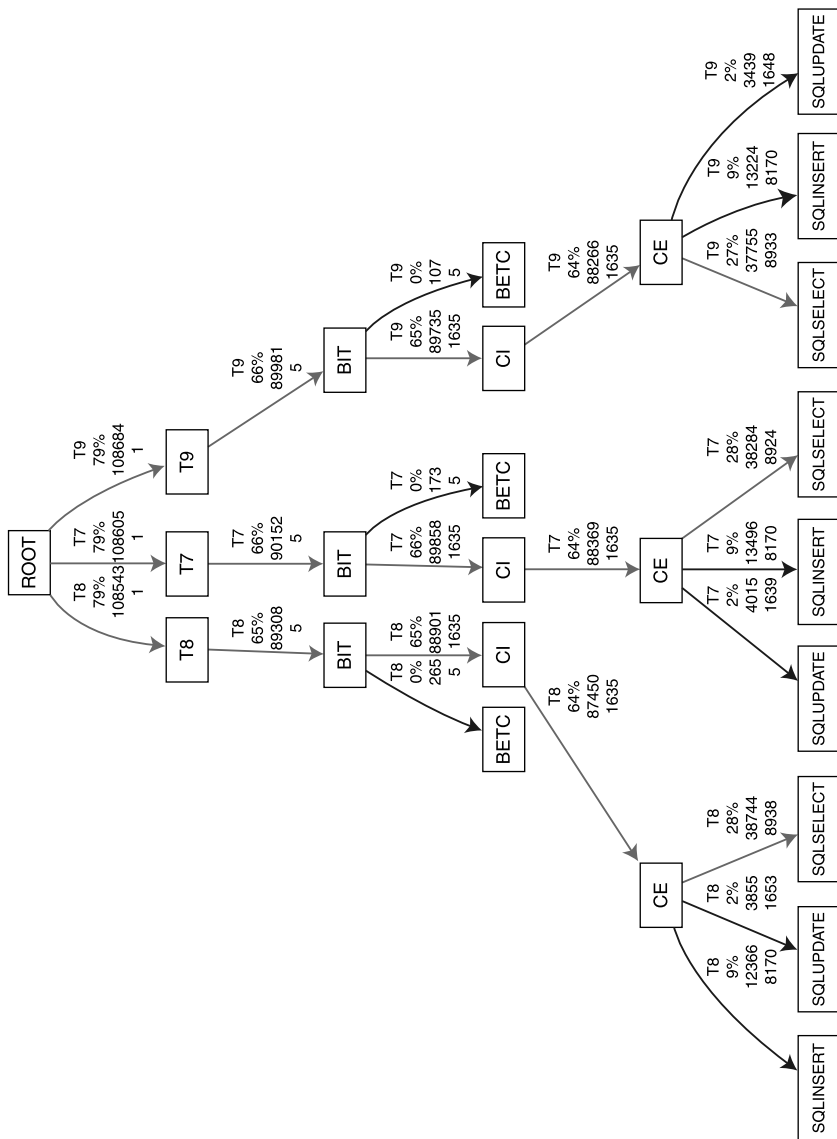 ROOT
T8
79%
108543
1
T7
79%
108605
1
T9
79%
108684
1
T8
T7
T9
T8
65%
89308
5
T7
66%
90152
5
T9
66%
89981
5
BIT
BIT
BIT
T8
0%
265
5
T8
65%
88901
1635
T7
66%
89858
1635
T7
0%
173
5
T9
65%
89735
1635
T9
0%
107
5
BETC
CI
CI
BETC
CI
BETC
T8
64%
87450
1635
T7
64%
88369
1635
T9
64%
88266
1635
CE
CE
CE
T8
9%
12366
8170
T8
2%
3855
1653
T8
28%
38744
8938
T7
2%
4015
1639
T7
9%
13496
8170
T7
28%
38284
8924
T9
27%
37755
8933
T9
9%
13224
8170
T9
2%
3439
1648
SQLINSERT
SQLUPDATE
SQLSELECT
SQLUPDATE
SQLINSERT
SQLSELECT
SQLSELECT
SQLINSERT
SQLUPDATE